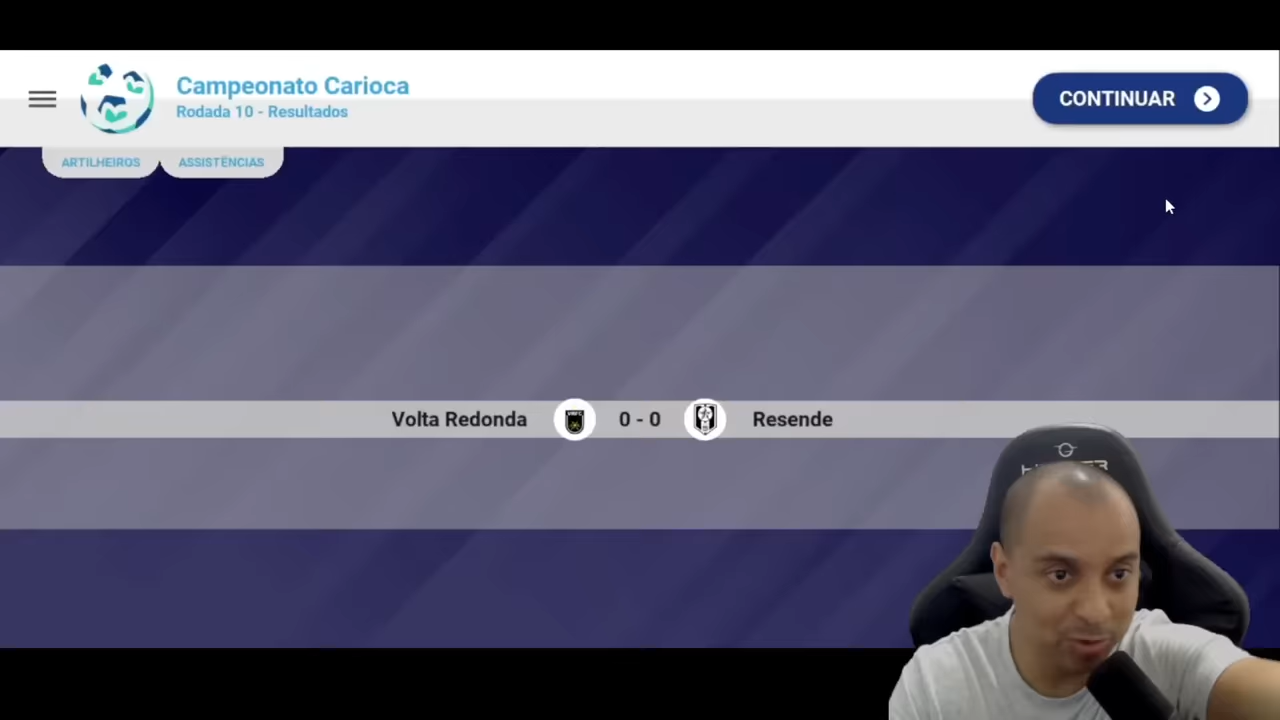 Campeonato Carioca
Rodada 10 - Resultados
CONTINUAR
ARTILHEIROS
ASSISTÊNCIAS
Volta Redonda 0 - 0 Resende